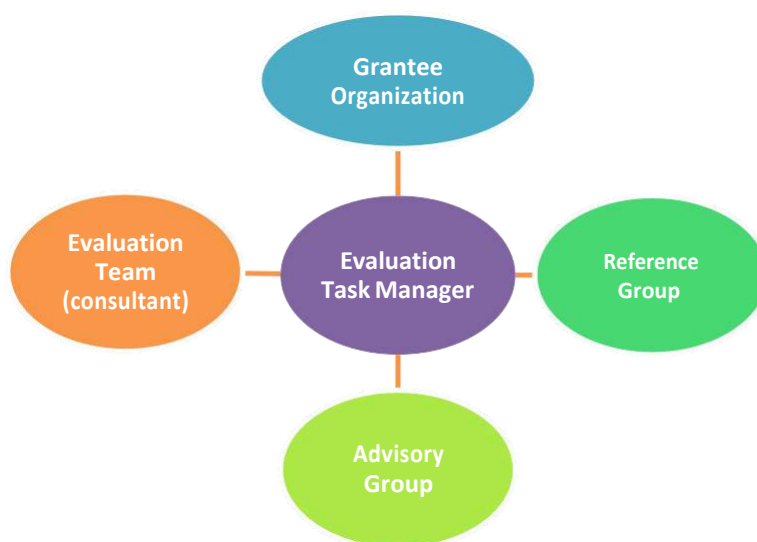 Grantee
Organization
Evaluation
Team
(consultant)
Evaluation
Task Manager
Reference
Group
Advisory
Group